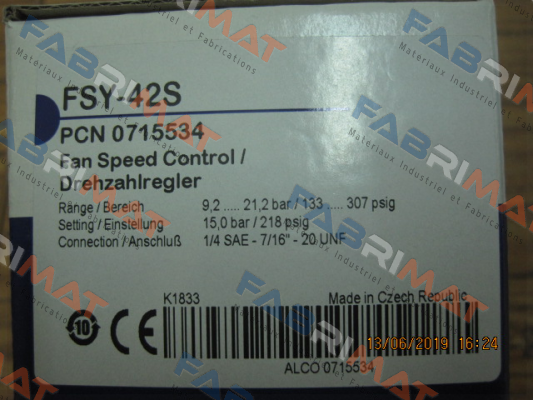 FSY-42S
PCN 0715534
Fan Speed Control /
Drehzahlregler
Range / Bereich 9,2 ..... 21,2 bar / 133 ..... 307 psig
Setting / Einstellung 15,0 bar / 218 psig
Connection / Anschluß 1/4 SAE - 7/16" - 20 UNF
K1833 Made in Czech Republic
10 CE
ALCO 0715534
13/06/2019 16:24
FABRIMAT
Materiaux Industriel et Fabrications